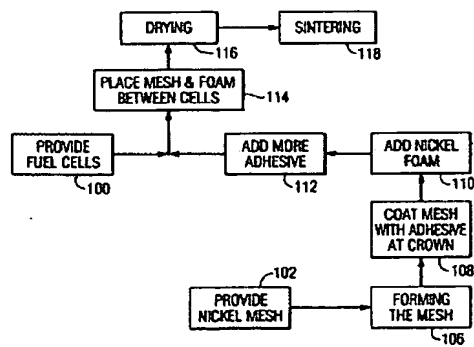 DRYING
116
SINTERING
118
PLACE MESH & FOAM
BETWEEN CELLS
114
PROVIDE
FUEL CELLS
100
ADD MORE
ADHESIVE
112
ADD NICKEL
FOAM
110
COAT MESH
WITH ADHESIVE
AT CROWN
108
102
PROVIDE
NICKEL MESH
FORMING
THE MESH
106